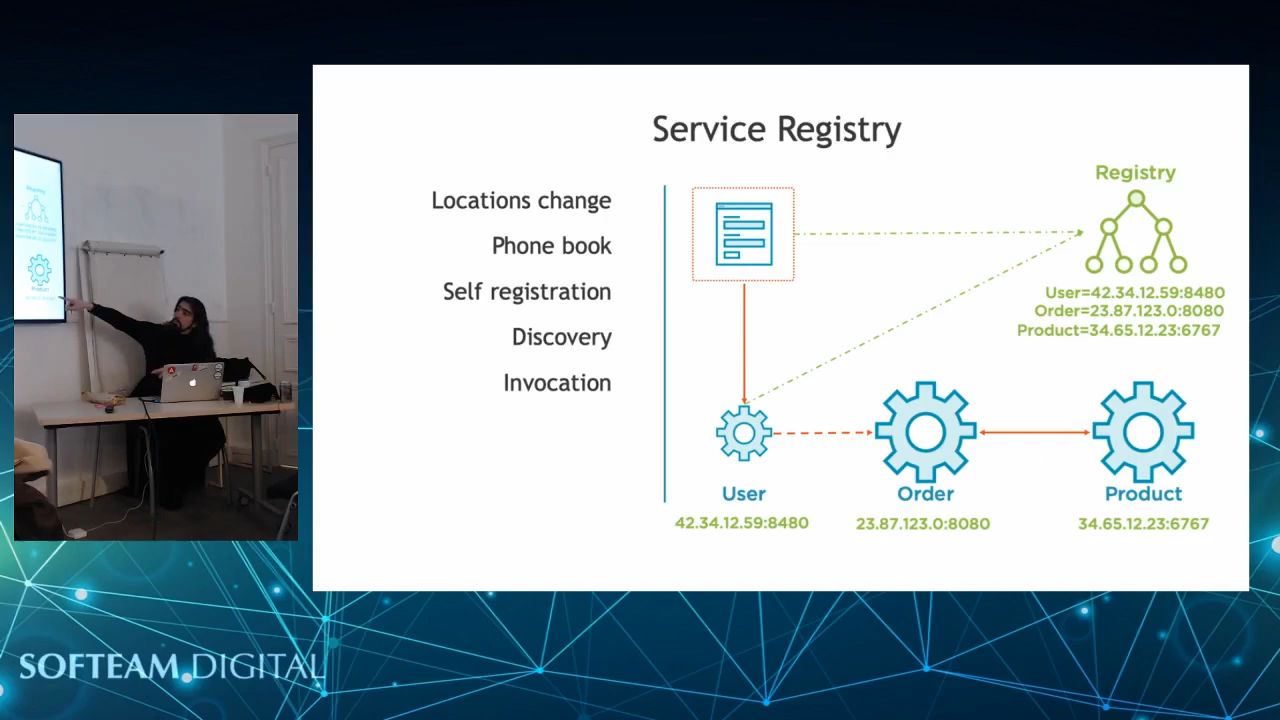 Service Registry
Locations change
Phone book
Self registration
Discovery
Invocation
Registry
User=42.34.12.59:8480
Order=23.87.123.0:8080
Product=34.65.12.23:6767
User
Order
Product
42.34.12.59:8480
23.87.123.0:8080
34.65.12.23:6767
SOFTEAM DIGITAL